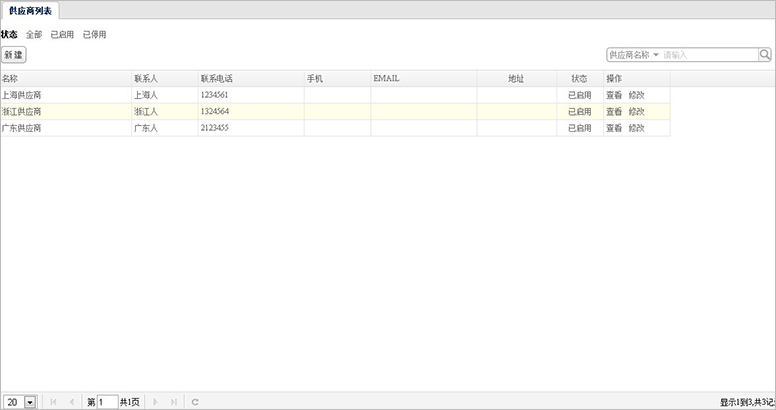 供应商列表
状态 全部 已启用 已停用
新建 供应商名称 请输入
名称 联系人 联系电话 手机 EMAIL 地址 状态 操作
上海供应商 上海人 1234561 已启用 查看 修改
浙江供应商 浙江人 1324564 已启用 查看 修改
广东供应商 广东人 2123455 已启用 查看 修改
20 第 1 共1页 显示1到3,共3记